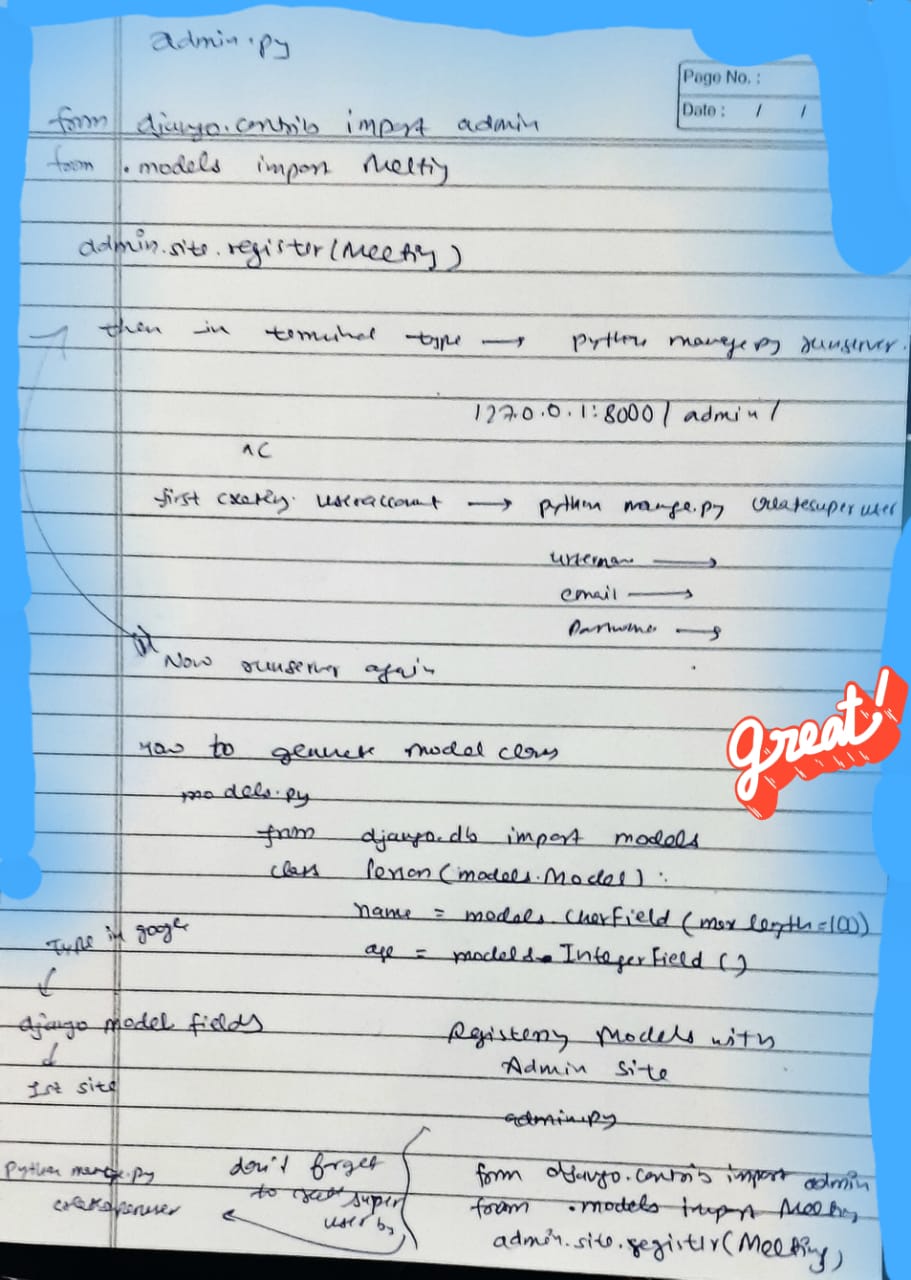 admin.py
Page No. :
Date : / /
from django.contrib import admin
from .models import Meeting
admin.site.register(Meeting)
then in terminal type → python manage.py runserver.
127.0.0.1:8000/admin/
^C
first useraccount → python manage.py createsuperuser
username →
email →
→
Now runserver again
great!
How to generate model class
models.py
from django.db import models
class Person(models.Model):
name = models.CharField(max length=100)
age = models.IntegerField()
Type in google
↓
django model fields
↓
1st site
Registering Models with
Admin site
admin.py
from django.contrib import admin
from .models import Meeting
admin.site.register(Meeting)
don't forget
to super
user by
python manage.py
createsuperuser